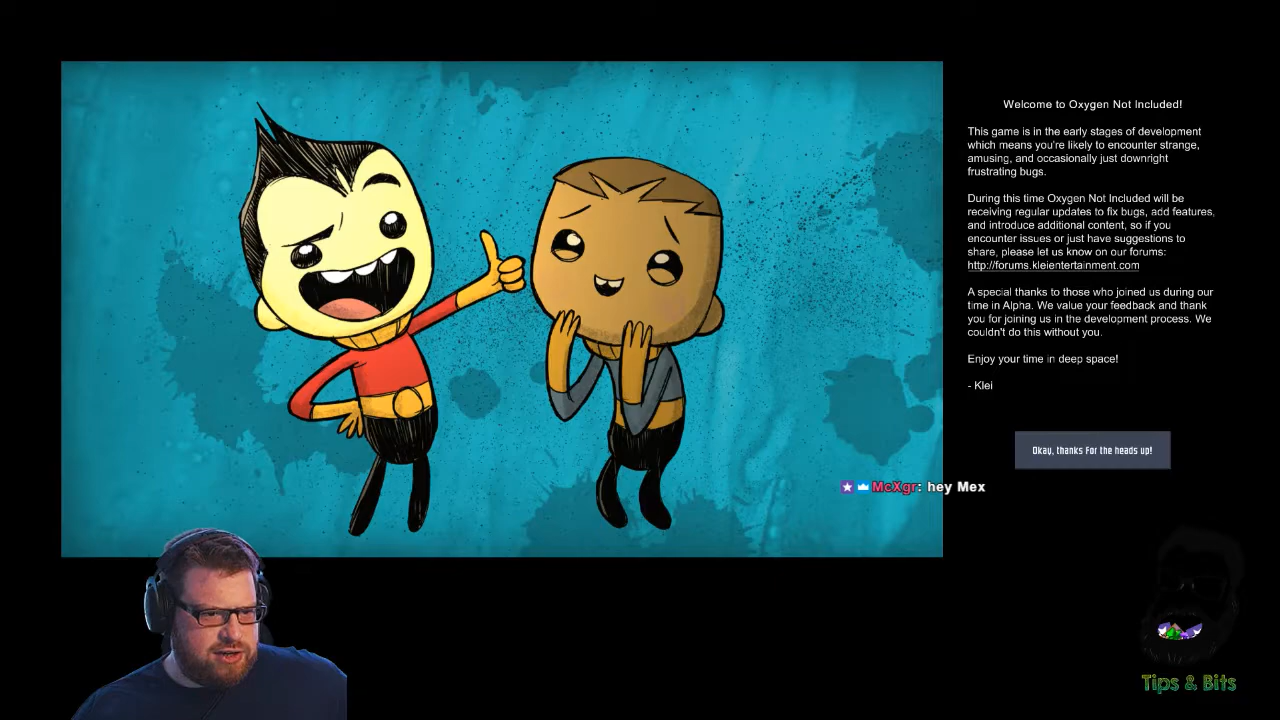 Welcome to Oxygen Not Included!
This game is in the early stages of development
which means you're likely to encounter strange,
amusing, and occasionally just downright
frustrating bugs.
During this time Oxygen Not Included will be
receiving regular updates to fix bugs, add features,
and introduce additional content, so if you
encounter issues or just have suggestions to
share, please let us know on our forums:
http://forums.kleientertainment.com
A special thanks to those who joined us during our
time in Alpha. We value your feedback and thank
you for joining us in the development process. We
couldn't do this without you.
Enjoy your time in deep space!
- Klei
Okay, thanks For the heads up!
McXgr: hey Mex
Tips & Bits